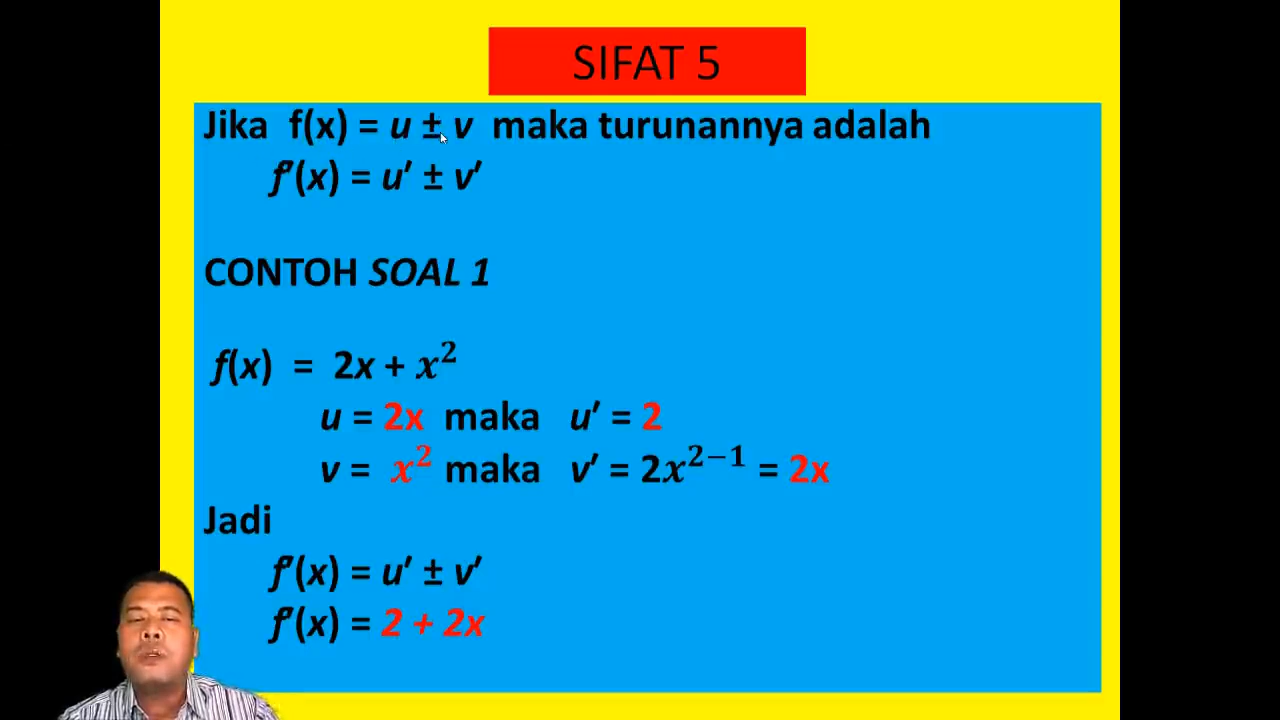 SIFAT 5
Jika f(x) = u ± v maka turunannya adalah
f′(x) = u′ ± v′
CONTOH SOAL 1
f(x) = 2x + x²
u = 2x maka u′ = 2
v = x² maka v′ = 2x²⁻¹ = 2x
Jadi
f′(x) = u′ ± v′
f′(x) = 2 + 2x